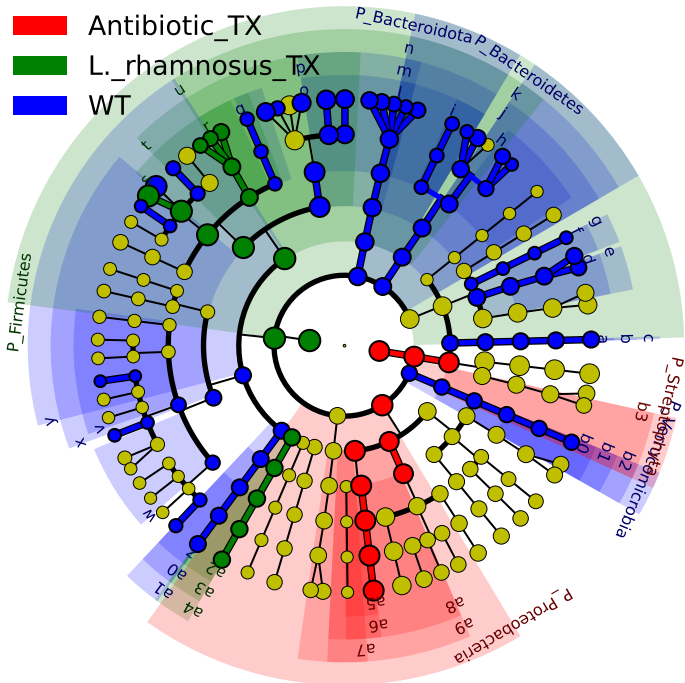 Antibiotic_TX
L._rhamnosus_TX
WT
P_Bacteroidota
P_Bacteroidetes
P_Firmicutes
P_Proteobacteria
n
m
k
j
i
h
g
f
e
d
c
b
a
u
t
r
q
p
o
y
x
v
w
z
a0
a1
a2
a3
a4
a5
a6
a7
a8
a9
b0
b1
b2
b3